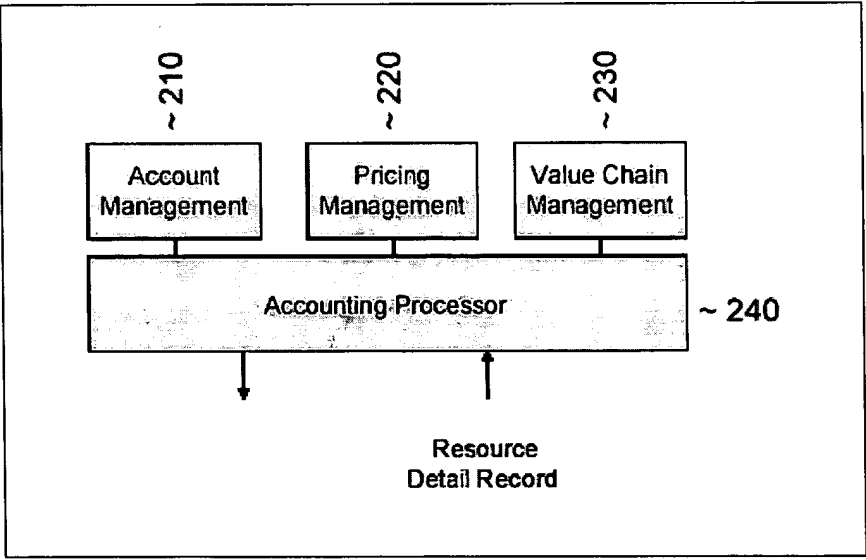 ~ 210
~ 220
~ 230
Account
Management
Pricing
Management
Value Chain
Management
Accounting Processor
~ 240
Resource
Detail Record